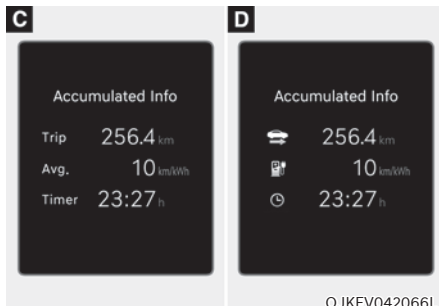 C
Accumulated Info
Trip 256.4 km
Avg. 10 km/kWh
Timer 23:27 h
D
Accumulated Info
256.4 km
10 km/kWh
23:27 h
OJKEV042066L